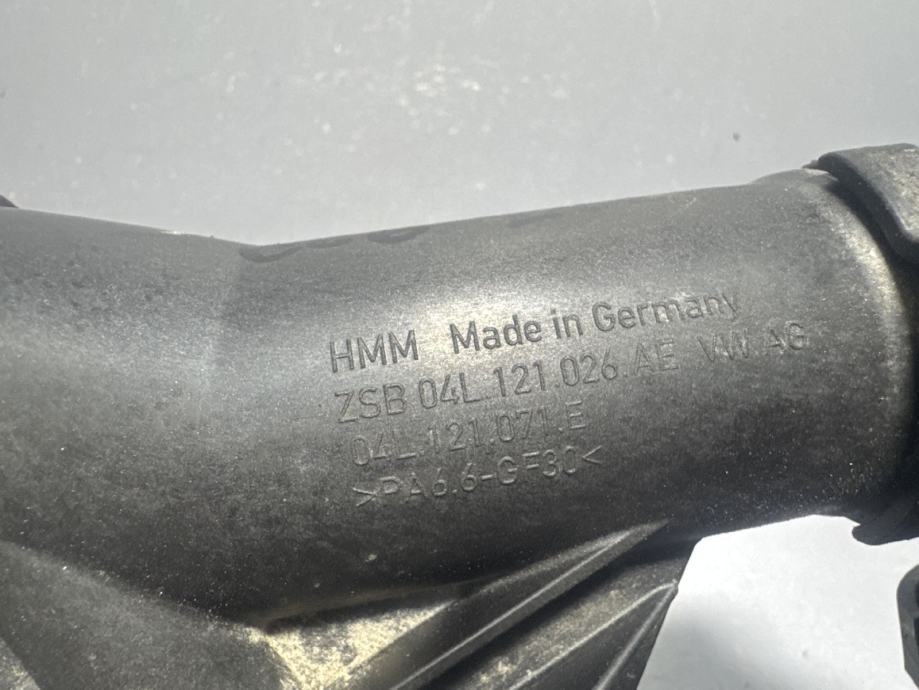 HMM Made in Germany
ZSB 04L.121.026.AE VW AG
04L.121.071.E
>PA6.6-GF30<